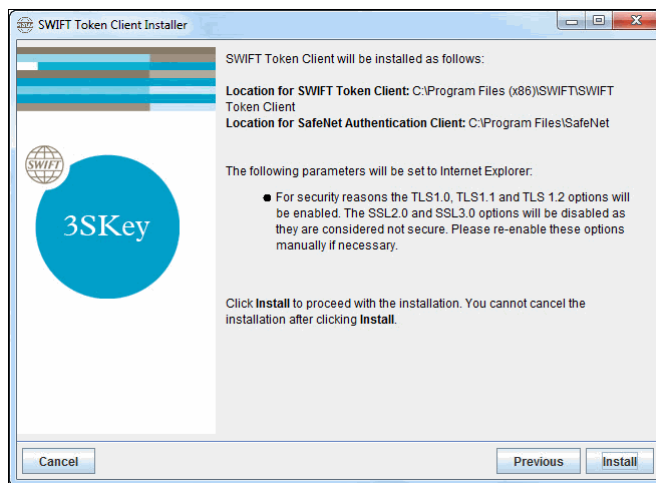 SWIFT Token Client Installer
SWIFT Token Client will be installed as follows:
Location for SWIFT Token Client: C:\Program Files (x86)\SWIFT\SWIFT
Token Client
Location for SafeNet Authentication Client: C:\Program Files\SafeNet
The following parameters will be set to Internet Explorer:
● For security reasons the TLS1.0, TLS1.1 and TLS 1.2 options will
be enabled. The SSL2.0 and SSL3.0 options will be disabled as
they are considered not secure. Please re-enable these options
manually if necessary.
SWIFT
3SKey
Click Install to proceed with the installation. You cannot cancel the
installation after clicking Install.
Cancel
Previous
Install